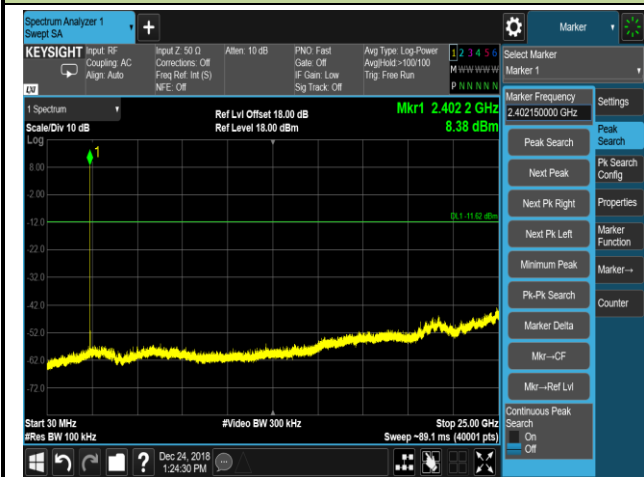 Spectrum Analyzer 1
Swept SA
+
Marker
KEYSIGHT
Input: RF
Coupling: AC
Align: Auto
Input Z: 50 Ω
Corrections: Off
Freq Ref: Int (S)
NFE: Off
Atten: 10 dB
PNO: Fast
Gate: Off
IF Gain: Low
Sig Track: Off
Avg Type: Log-Power
Avg|Hold:>100/100
Trig: Free Run
1 2 3 4 5 6
M W W W W W
P N N N N N
LXI
Select Marker
Marker 1
1 Spectrum
Scale/Div 10 dB
Ref Lvl Offset 18.00 dB
Ref Level 18.00 dBm
Mkr1 2.402 2 GHz
8.38 dBm
Log
1
8.00
-2.00
-12.0
-22.0
-32.0
-42.0
-52.0
-62.0
-72.0
DL1 -11.62 dBm
Start 30 MHz
#Res BW 100 kHz
#Video BW 300 kHz
Stop 25.00 GHz
Sweep ~89.1 ms (40001 pts)
Marker Frequency
2.402150000 GHz
Peak Search
Next Peak
Next Pk Right
Next Pk Left
Minimum Peak
Pk-Pk Search
Marker Delta
Mkr→CF
Mkr→Ref Lvl
Continuous Peak
Search
On
Off
Settings
Peak
Search
Pk Search
Config
Properties
Marker
Function
Marker→
Counter
?
Dec 24, 2018
1:24:30 PM